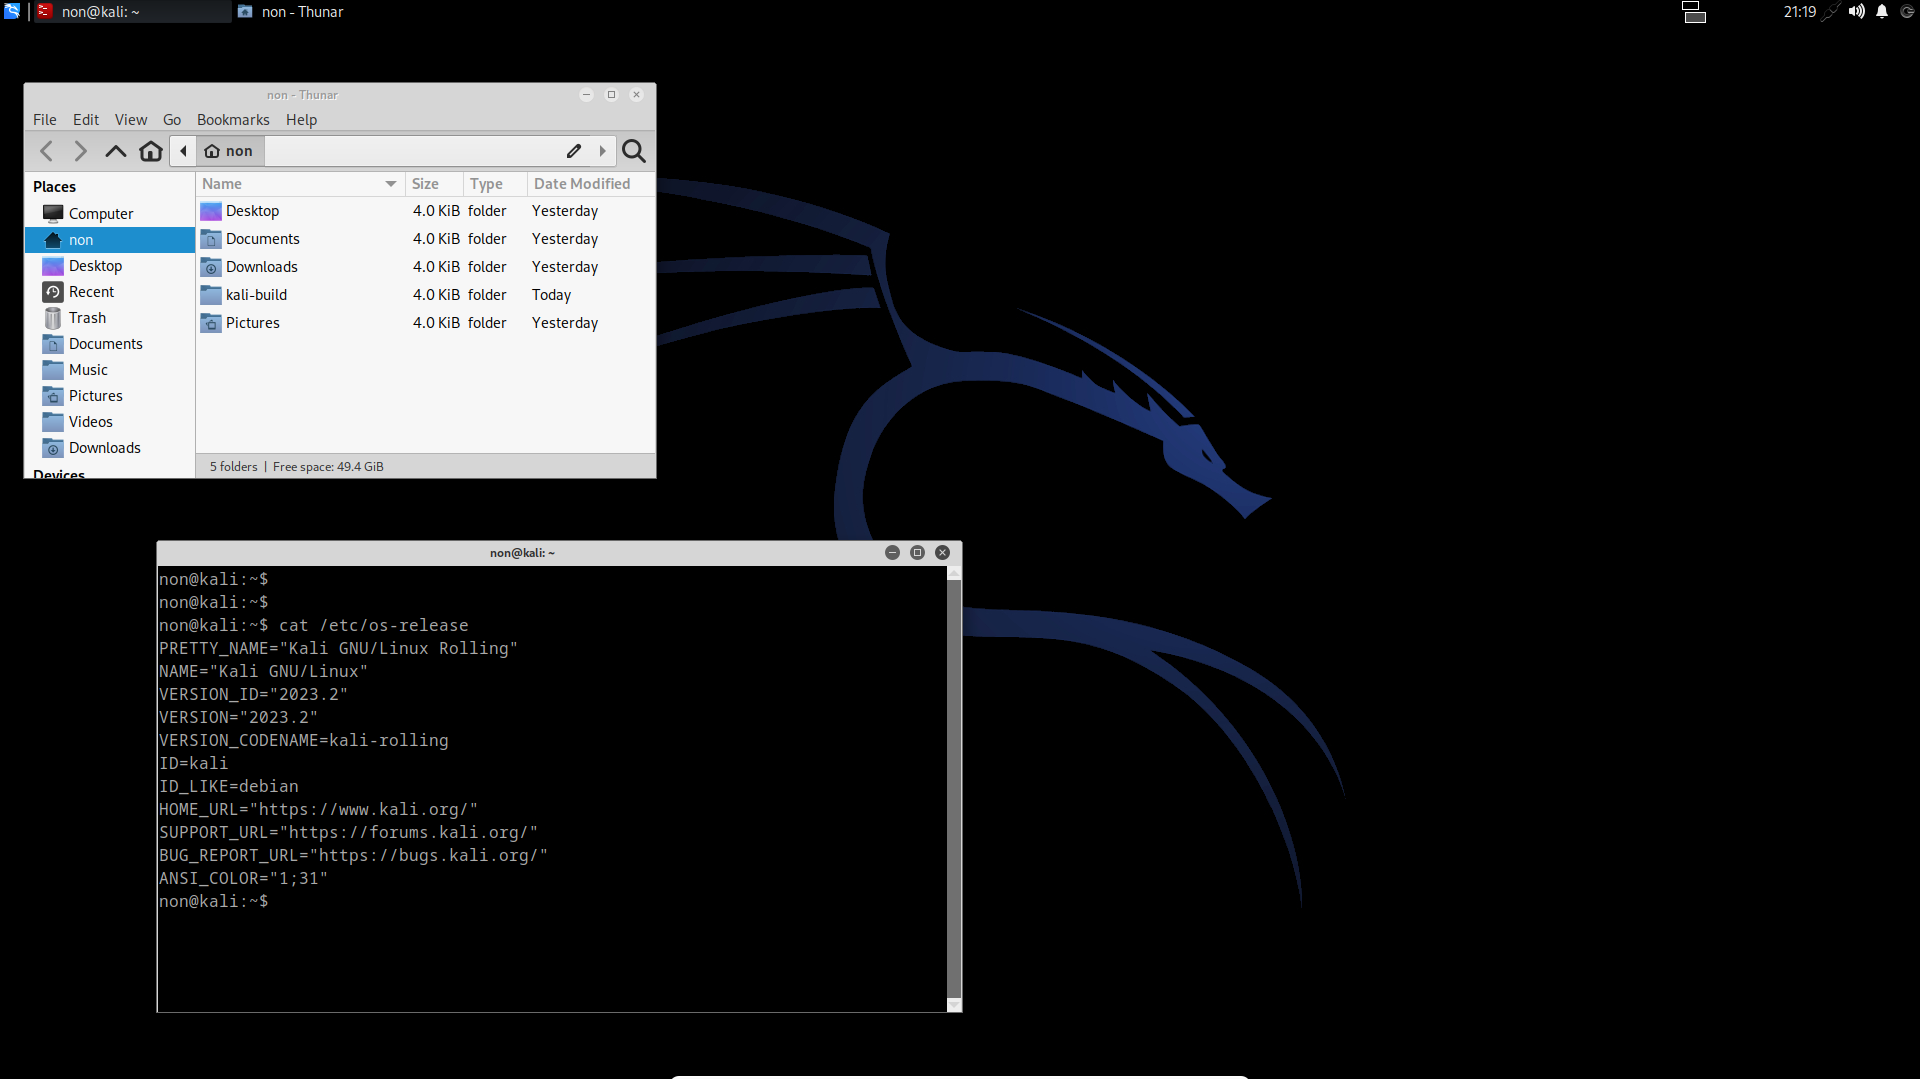 non@kali: ~ non - Thunar 21:19
non - Thunar
File Edit View Go Bookmarks Help
non
Places
Computer
non
Desktop
Recent
Trash
Documents
Music
Pictures
Videos
Downloads
Devices
Name Size Type Date Modified
Desktop 4.0 KiB folder Yesterday
Documents 4.0 KiB folder Yesterday
Downloads 4.0 KiB folder Yesterday
kali-build 4.0 KiB folder Today
Pictures 4.0 KiB folder Yesterday
5 folders | Free space: 49.4 GiB
non@kali: ~
non@kali:~$
non@kali:~$
non@kali:~$ cat /etc/os-release
PRETTY_NAME="Kali GNU/Linux Rolling"
NAME="Kali GNU/Linux"
VERSION_ID="2023.2"
VERSION="2023.2"
VERSION_CODENAME=kali-rolling
ID=kali
ID_LIKE=debian
HOME_URL="https://www.kali.org/"
SUPPORT_URL="https://forums.kali.org/"
BUG_REPORT_URL="https://bugs.kali.org/"
ANSI_COLOR="1;31"
non@kali:~$